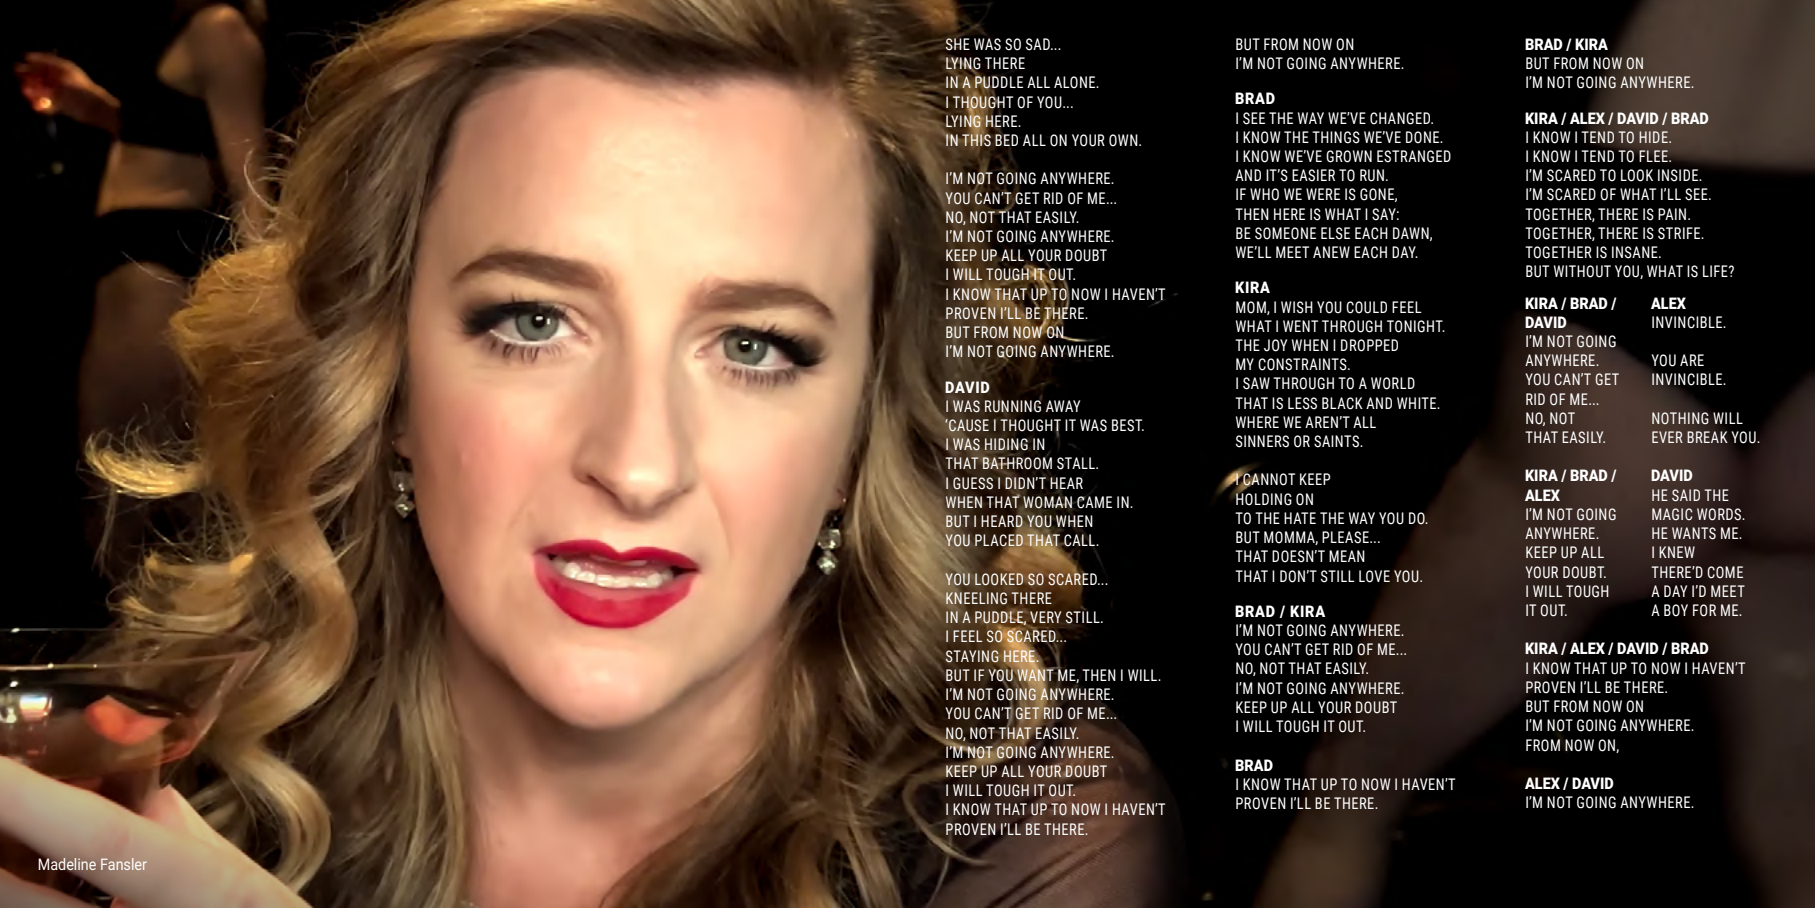 SHE WAS SO SAD...
LYING THERE
IN A PUDDLE ALL ALONE.
I THOUGHT OF YOU...
LYING HERE.
IN THIS BED ALL ON YOUR OWN.
I'M NOT GOING ANYWHERE.
YOU CAN'T GET RID OF ME...
NO, NOT THAT EASILY.
I'M NOT GOING ANYWHERE.
KEEP UP ALL YOUR DOUBT
I WILL TOUGH IT OUT.
I KNOW THAT UP TO NOW I HAVEN'T
PROVEN I'LL BE THERE.
BUT FROM NOW ON
I'M NOT GOING ANYWHERE.
DAVID
I WAS RUNNING AWAY
'CAUSE I THOUGHT IT WAS BEST.
I WAS HIDING IN
THAT BATHROOM STALL.
I GUESS I DIDN'T HEAR
WHEN THAT WOMAN CAME IN.
BUT I HEARD YOU WHEN
YOU PLACED THAT CALL.
YOU LOOKED SO SCARED...
KNEELING THERE
IN A PUDDLE, VERY STILL.
I FEEL SO SCARED...
STAYING HERE.
BUT IF YOU WANT ME, THEN I WILL.
I'M NOT GOING ANYWHERE.
YOU CAN'T GET RID OF ME...
NO, NOT THAT EASILY.
I'M NOT GOING ANYWHERE.
KEEP UP ALL YOUR DOUBT
I WILL TOUGH IT OUT.
I KNOW THAT UP TO NOW I HAVEN'T
PROVEN I'LL BE THERE.
BUT FROM NOW ON
I'M NOT GOING ANYWHERE.
BRAD
I SEE THE WAY WE'VE CHANGED.
I KNOW THE THINGS WE'VE DONE.
I KNOW WE'VE GROWN ESTRANGED
AND IT'S EASIER TO RUN.
IF WHO WE WERE IS GONE,
THEN HERE IS WHAT I SAY:
BE SOMEONE ELSE EACH DAWN,
WE'LL MEET ANEW EACH DAY.
KIRA
MOM, I WISH YOU COULD FEEL
WHAT I WENT THROUGH TONIGHT.
THE JOY WHEN I DROPPED
MY CONSTRAINTS.
I SAW THROUGH TO A WORLD
THAT IS LESS BLACK AND WHITE.
WHERE WE AREN'T ALL
SINNERS OR SAINTS.
I CANNOT KEEP
HOLDING ON
TO THE HATE THE WAY YOU DO.
BUT MOMMA, PLEASE...
THAT DOESN'T MEAN
THAT I DON'T STILL LOVE YOU.
BRAD / KIRA
I'M NOT GOING ANYWHERE.
YOU CAN'T GET RID OF ME...
NO, NOT THAT EASILY.
I'M NOT GOING ANYWHERE.
KEEP UP ALL YOUR DOUBT
I WILL TOUGH IT OUT.
BRAD
I KNOW THAT UP TO NOW I HAVEN'T
PROVEN I'LL BE THERE.
BRAD / KIRA
BUT FROM NOW ON
I'M NOT GOING ANYWHERE.
KIRA / ALEX / DAVID / BRAD
I KNOW I TEND TO HIDE.
I KNOW I TEND TO FLEE.
I'M SCARED TO LOOK INSIDE.
I'M SCARED OF WHAT I'LL SEE.
TOGETHER, THERE IS PAIN.
TOGETHER, THERE IS STRIFE.
TOGETHER IS INSANE.
BUT WITHOUT YOU, WHAT IS LIFE?
KIRA / BRAD /
DAVID
I'M NOT GOING
ANYWHERE.
YOU CAN'T GET
RID OF ME...
NO, NOT
THAT EASILY.
ALEX
INVINCIBLE.
YOU ARE
INVINCIBLE.
NOTHING WILL
EVER BREAK YOU.
KIRA / BRAD /
ALEX
I'M NOT GOING
ANYWHERE.
KEEP UP ALL
YOUR DOUBT.
I WILL TOUGH
IT OUT.
DAVID
HE SAID THE
MAGIC WORDS.
HE WANTS ME.
I KNEW
THERE'D COME
A DAY I'D MEET
A BOY FOR ME.
KIRA / ALEX / DAVID / BRAD
I KNOW THAT UP TO NOW I HAVEN'T
PROVEN I'LL BE THERE.
BUT FROM NOW ON
I'M NOT GOING ANYWHERE.
FROM NOW ON,
ALEX / DAVID
I'M NOT GOING ANYWHERE.
Madeline Fansler